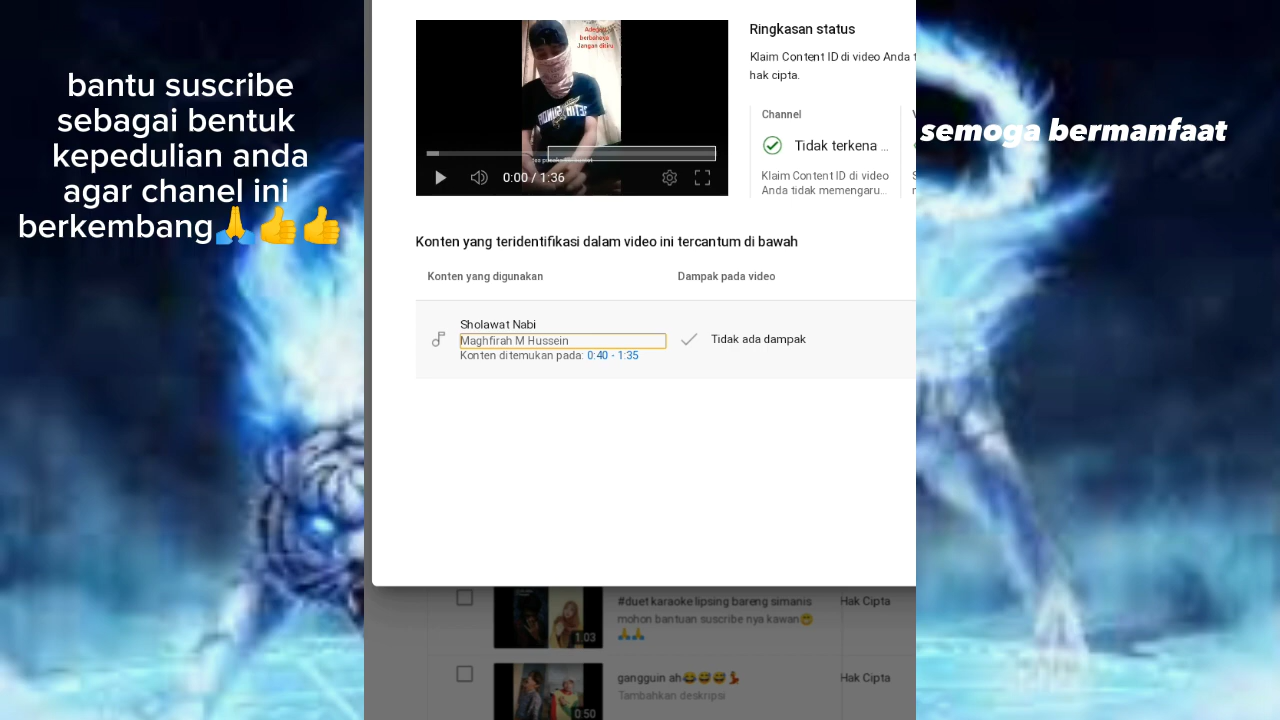 bantu suscribe
sebagai bentuk
kepedulian anda
agar chanel ini
berkembang🙏👍👍
Adegan
berbahaya
Jangan ditiru
0:00 / 1:36
Ringkasan status
Klaim Content ID di video Anda t
hak cipta.
Channel
Tidak terkena ...
Klaim Content ID di video
Anda tidak memengaru...
semoga bermanfaat
Konten yang teridentifikasi dalam video ini tercantum di bawah
Konten yang digunakan
Dampak pada video
Sholawat Nabi
Maghfirah M Hussein
Konten ditemukan pada: 0:40 - 1:35
Tidak ada dampak
#duet karaoke lipsing bareng simanis
mohon bantuan suscribe nya kawan😁
🙏🙏
1:03
Hak Cipta
gangguin ah😂😅😅💃
Tambahkan deskripsi
0:50
Hak Cipta